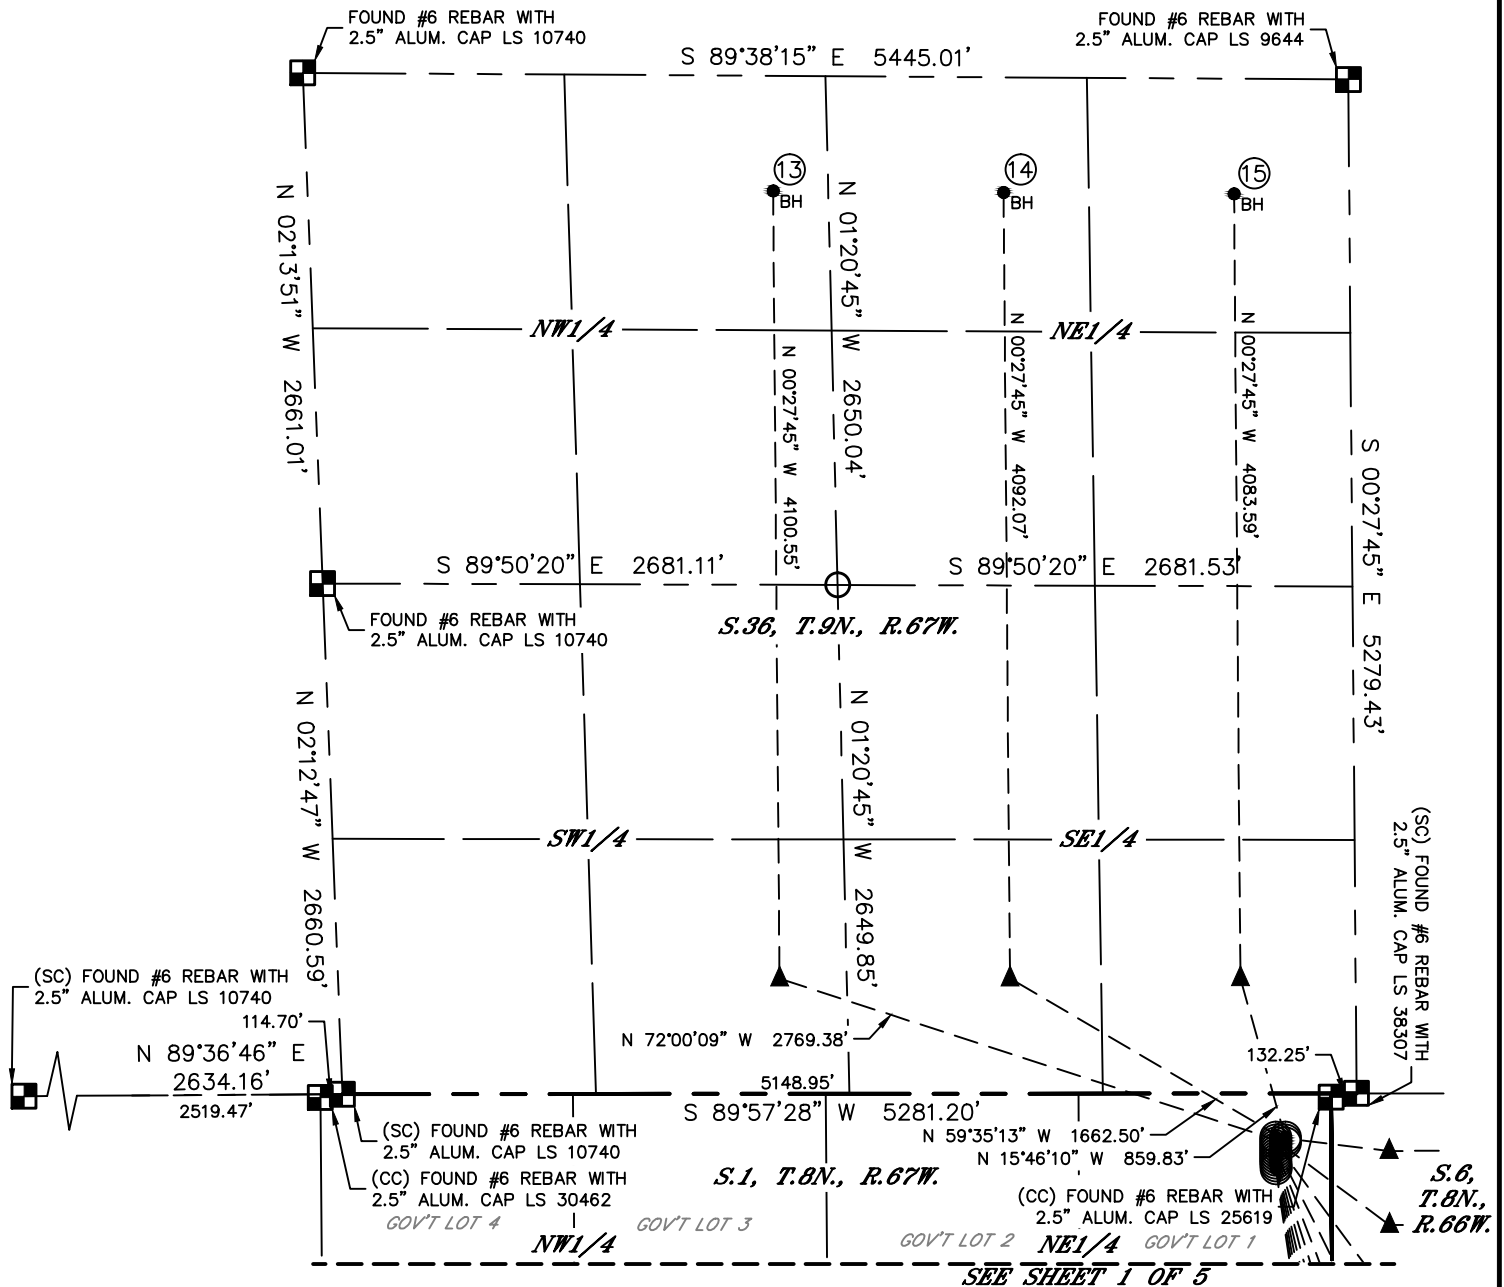 FOUND #6 REBAR WITH
2.5" ALUM. CAP LS 10740
FOUND #6 REBAR WITH
2.5" ALUM. CAP LS 9644
S 89°38'15" E 5445.01'
13
BH
14
BH
15
BH
N 02°13'51" W 2661.01'
N 01°20'45" W 2650.04'
N 00°27'45" W 4100.55'
N 00°27'45" W 4092.07'
N 00°27'45" W 4083.59'
NW1/4
NE1/4
S 00°27'45" E 5279.43'
S 89°50'20" E 2681.11'
S 89°50'20" E 2681.53'
FOUND #6 REBAR WITH
2.5" ALUM. CAP LS 10740
S.36, T.9N., R.67W.
N 02°12'47" W 2660.59'
N 01°20'45" W 2649.85'
SW1/4
SE1/4
(SC) FOUND #6 REBAR WITH
2.5" ALUM. CAP LS 38307
(SC) FOUND #6 REBAR WITH
2.5" ALUM. CAP LS 10740
114.70'
N 89°36'46" E
2634.16'
2519.47'
N 72°00'09" W 2769.38'
132.25'
5148.95'
S 89°57'28" W 5281.20'
(SC) FOUND #6 REBAR WITH
2.5" ALUM. CAP LS 10740
(CC) FOUND #6 REBAR WITH
2.5" ALUM. CAP LS 30462
N 59°35'13" W 1662.50'
N 15°46'10" W 859.83'
S.1, T.8N., R.67W.
(CC) FOUND #6 REBAR WITH
2.5" ALUM. CAP LS 25619
S.6,
T.8N.,
R.66W.
GOV'T LOT 4
GOV'T LOT 3
GOV'T LOT 2
GOV'T LOT 1
NW1/4
NE1/4
SEE SHEET 1 OF 5